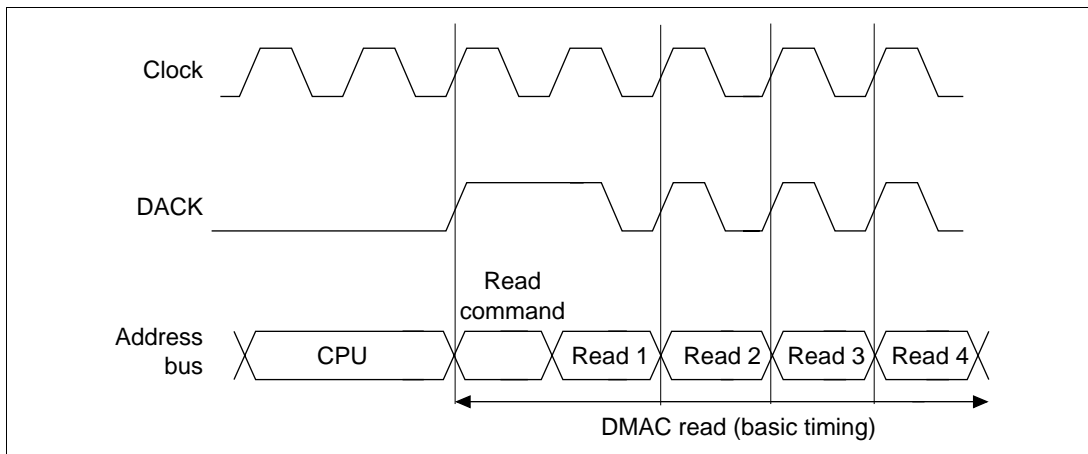 Clock
DACK
Read
command
Address
bus
CPU
Read 1
Read 2
Read 3
Read 4
DMAC read (basic timing)